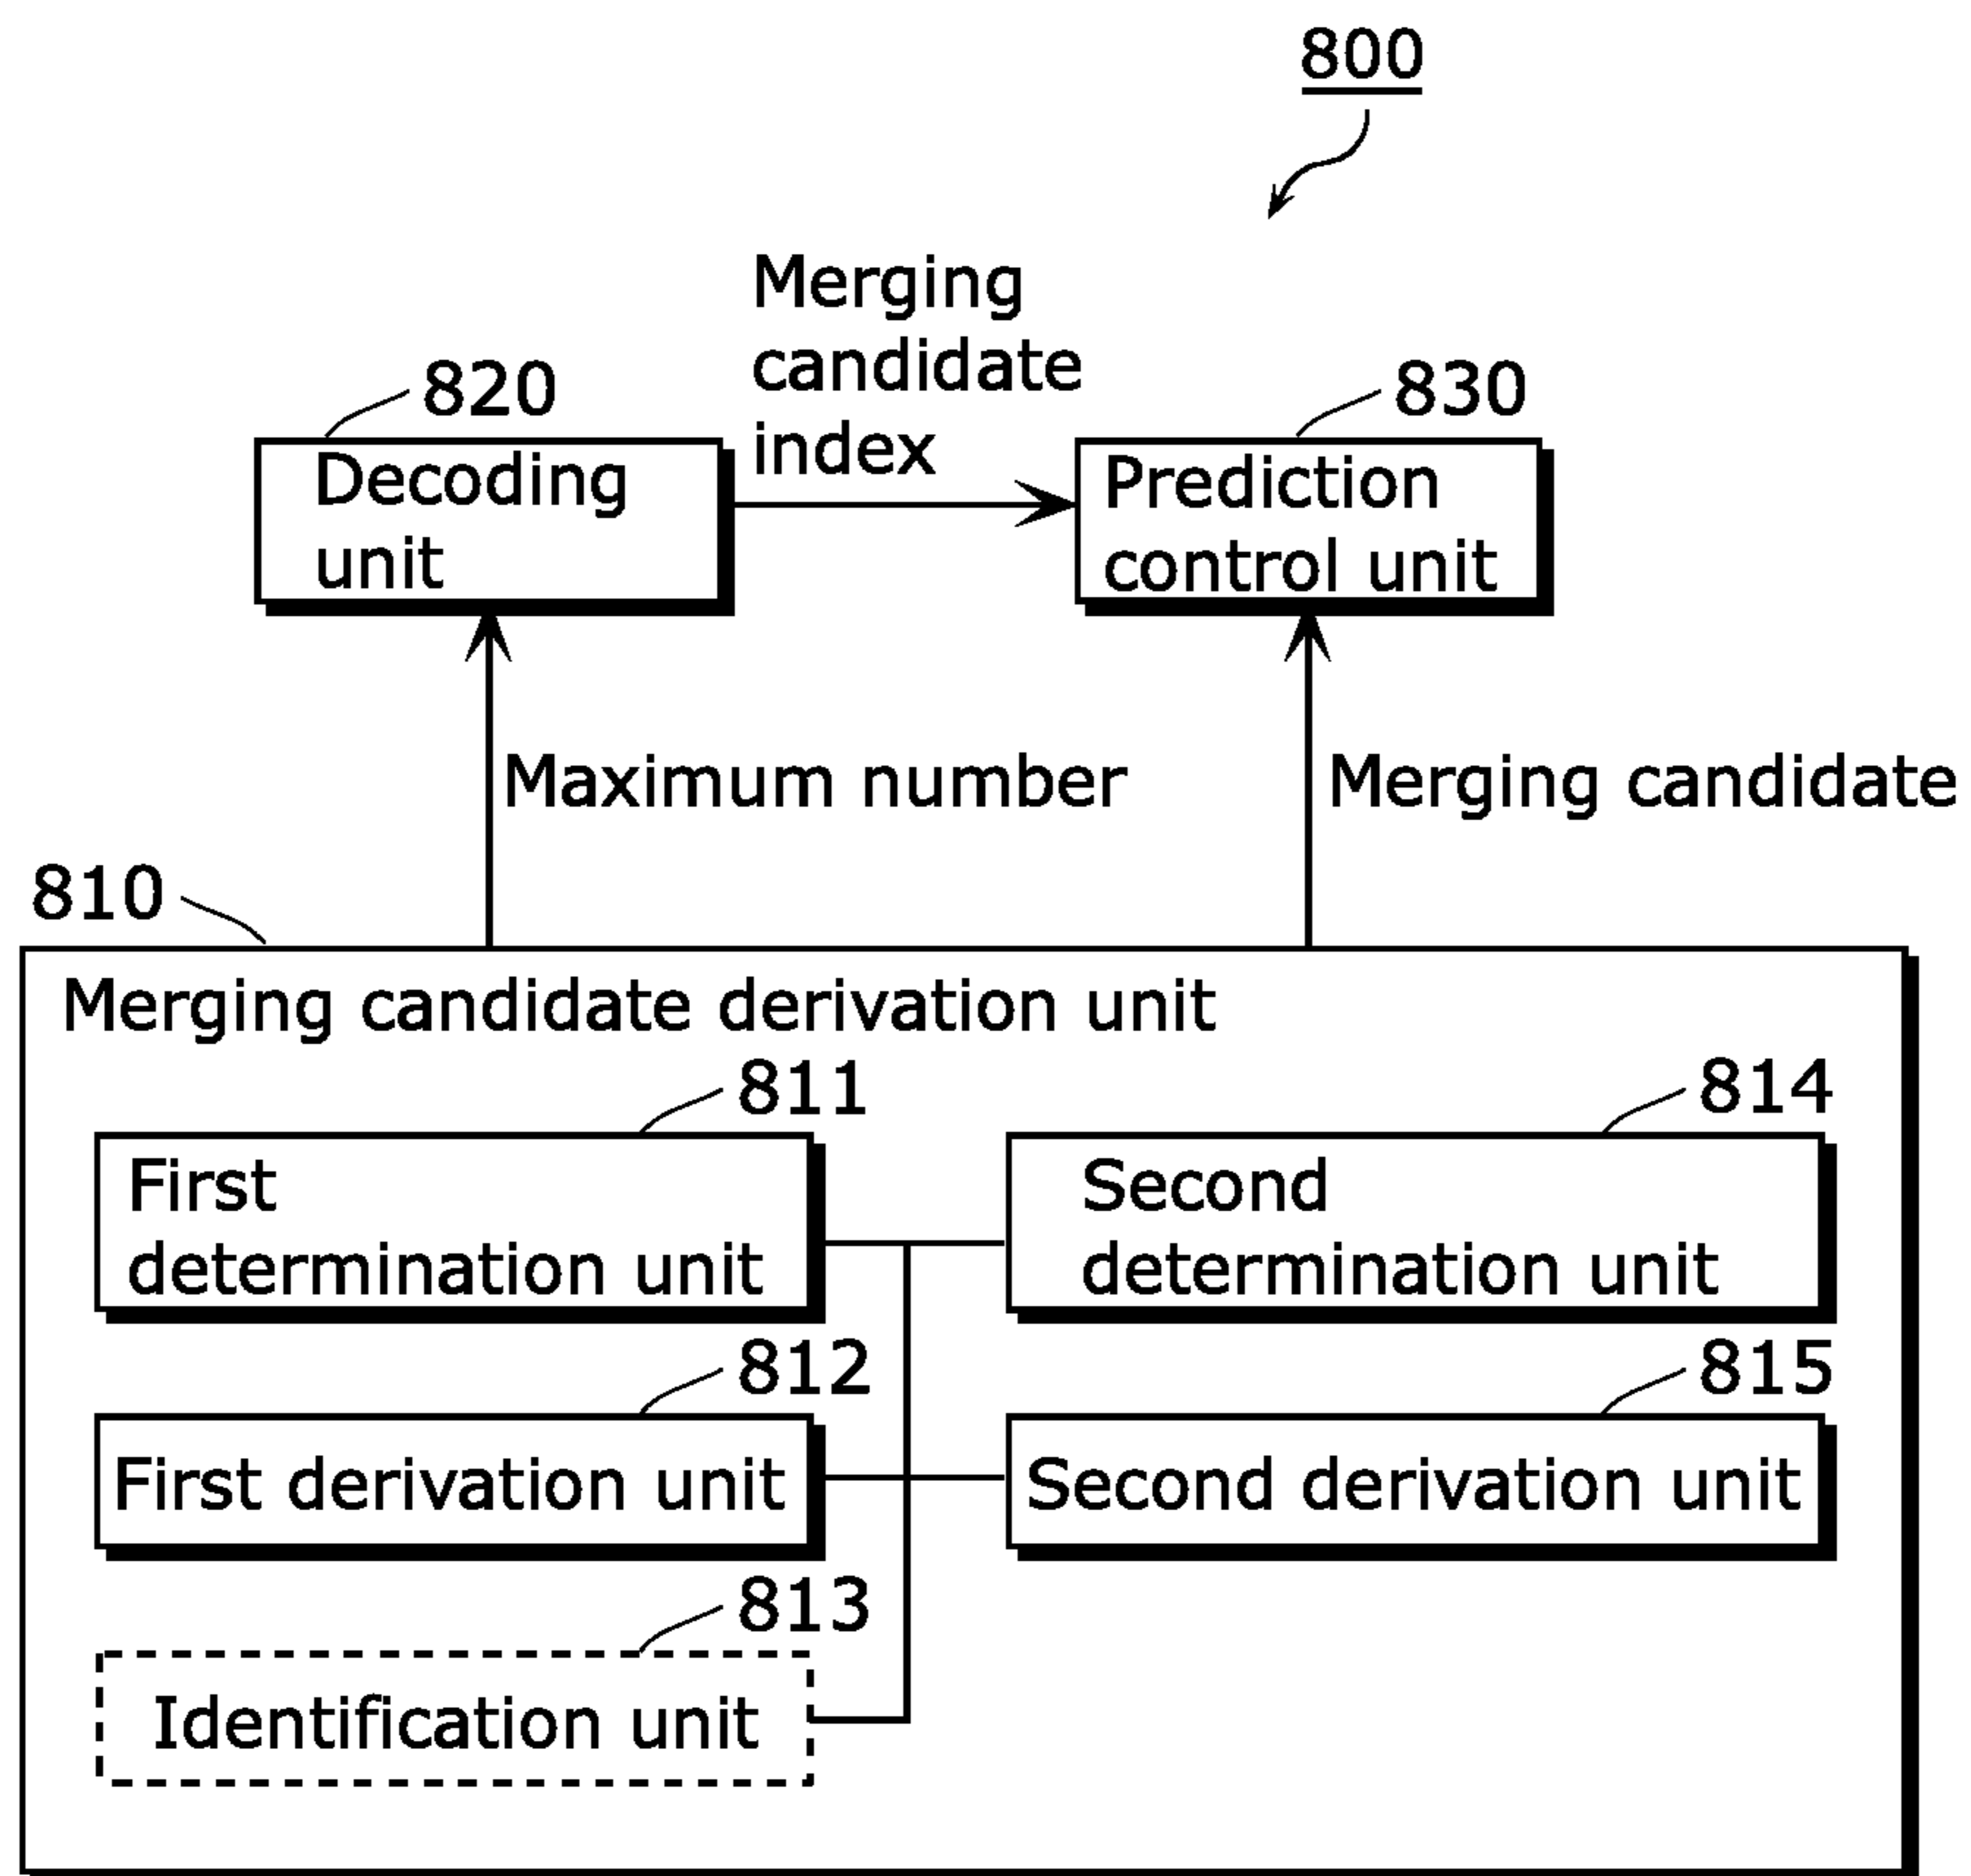 800
Merging
candidate
index
820
830
Decoding
unit
Prediction
control unit
Maximum number
Merging candidate
810
Merging candidate derivation unit
811
814
First
determination unit
Second
determination unit
812
815
First derivation unit
Second derivation unit
813
Identification unit